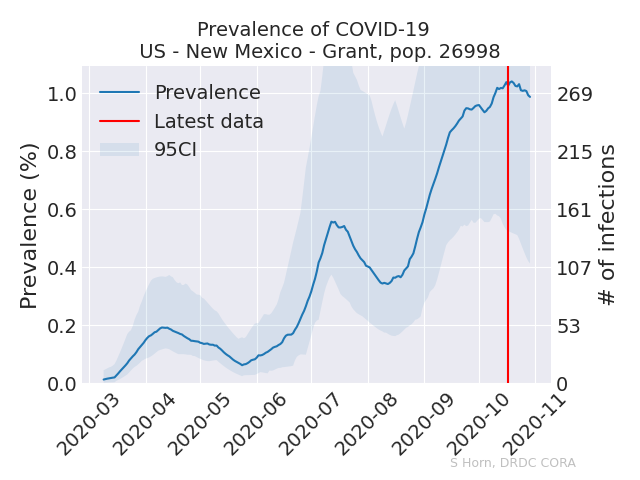 Prevalence of COVID-19
US - New Mexico - Grant, pop. 26998
Prevalence
Latest data
95CI
Prevalence (%)
1.0
0.8
0.6
0.4
0.2
0.0
269
215
161
107
53
0
# of infections
2020-03
2020-04
2020-05
2020-06
2020-07
2020-08
2020-09
2020-10
2020-11
S Horn, DRDC CORA